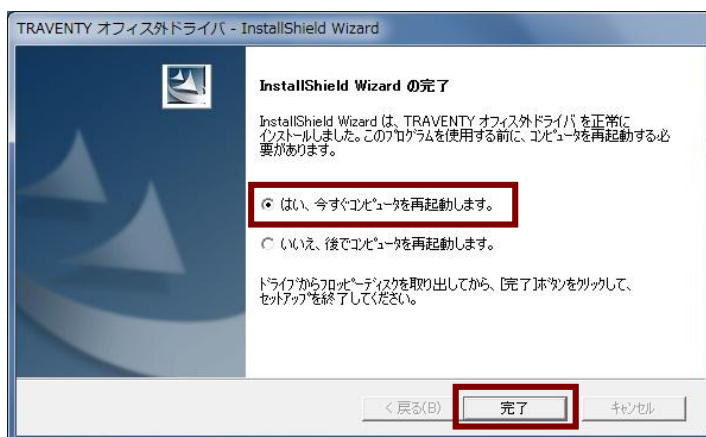 TRAVENTY オフィス外ドライバ - InstallShield Wizard
InstallShield Wizard の完了
InstallShield Wizard は、TRAVENTY オフィス外ドライバ を正常に
インストールしました。このプログラムを使用する前に、コンピュータを再起動する必
要があります。
はい、今すぐコンピュータを再起動します。
いいえ、後でコンピュータを再起動します。
ドライブからフロッピーディスクを取り出してから、[完了]ボタンをクリックして、
セットアップを終了してください。
< 戻る(B)
完了
キャンセル